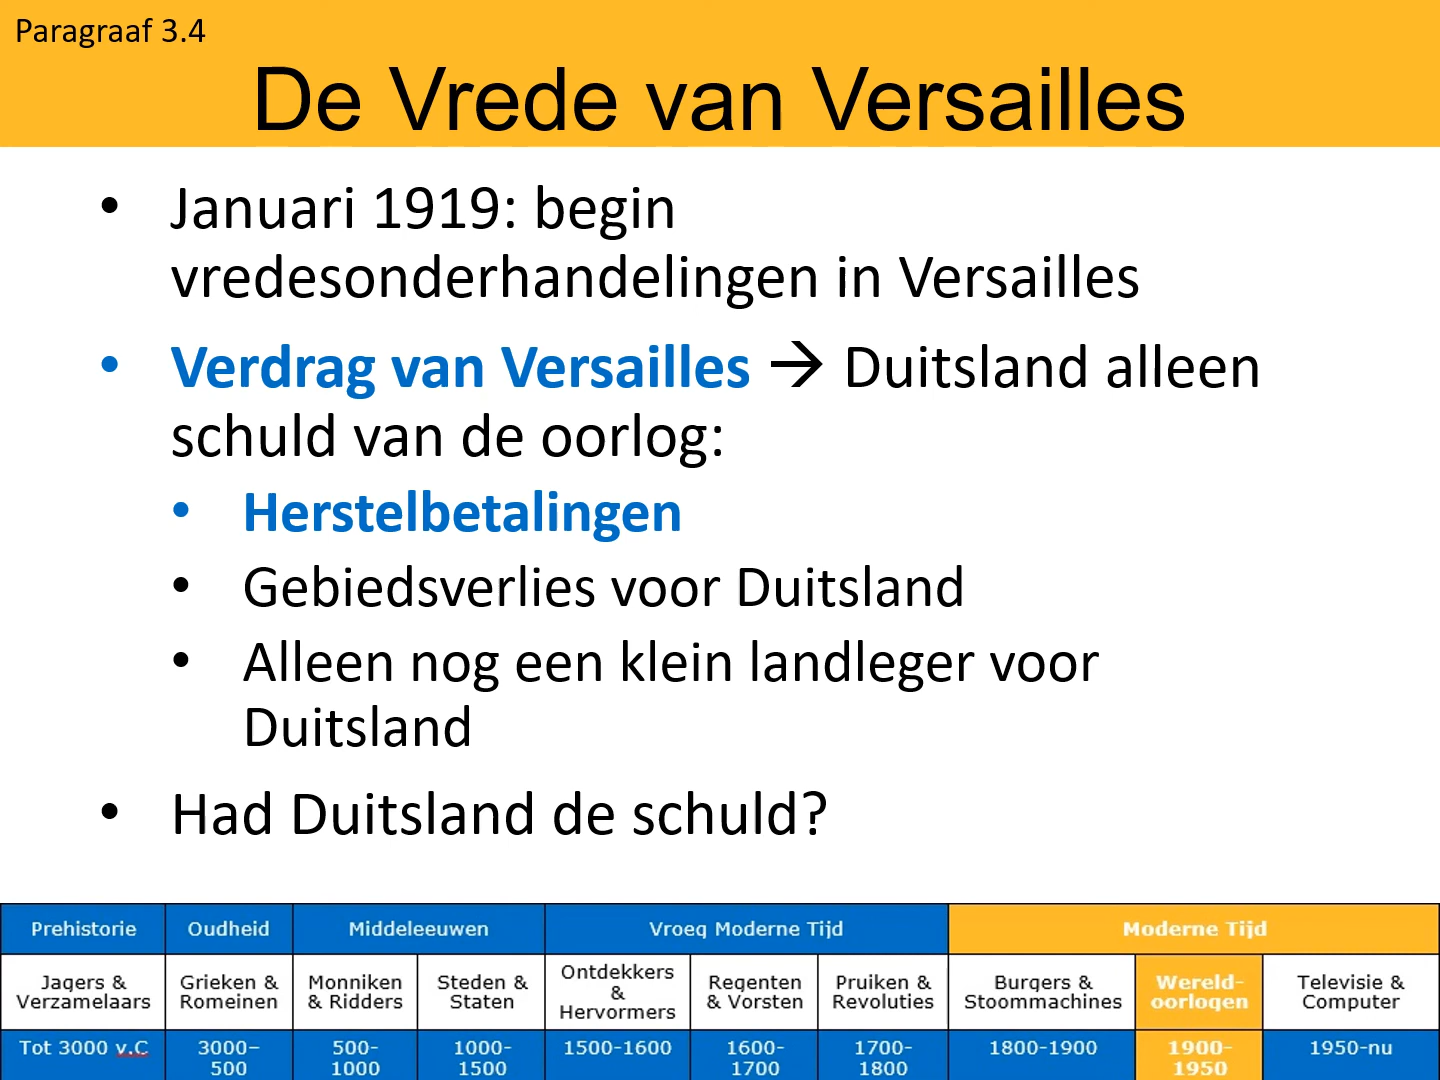 Paragraaf 3.4
De Vrede van Versailles
• Januari 1919: begin
vredesonderhandelingen in Versailles
• Verdrag van Versailles → Duitsland alleen
schuld van de oorlog:
• Herstelbetalingen
• Gebiedsverlies voor Duitsland
• Alleen nog een klein landleger voor
Duitsland
• Had Duitsland de schuld?
Prehistorie Oudheid Middeleeuwen Vroeg Moderne Tijd Moderne Tijd
Jagers &
Verzamelaars
Grieken &
Romeinen
Monniken
& Ridders
Steden &
Staten
Ontdekkers
&
Hervormers
Regenten
& Vorsten
Pruiken &
Revoluties
Burgers &
Stoommachines
Wereld-
oorlogen
Televisie &
Computer
Tot 3000 v.C
3000–
500
500-
1000
1000-
1500
1500-1600
1600-
1700
1700-
1800
1800-1900
1900-
1950
1950-nu